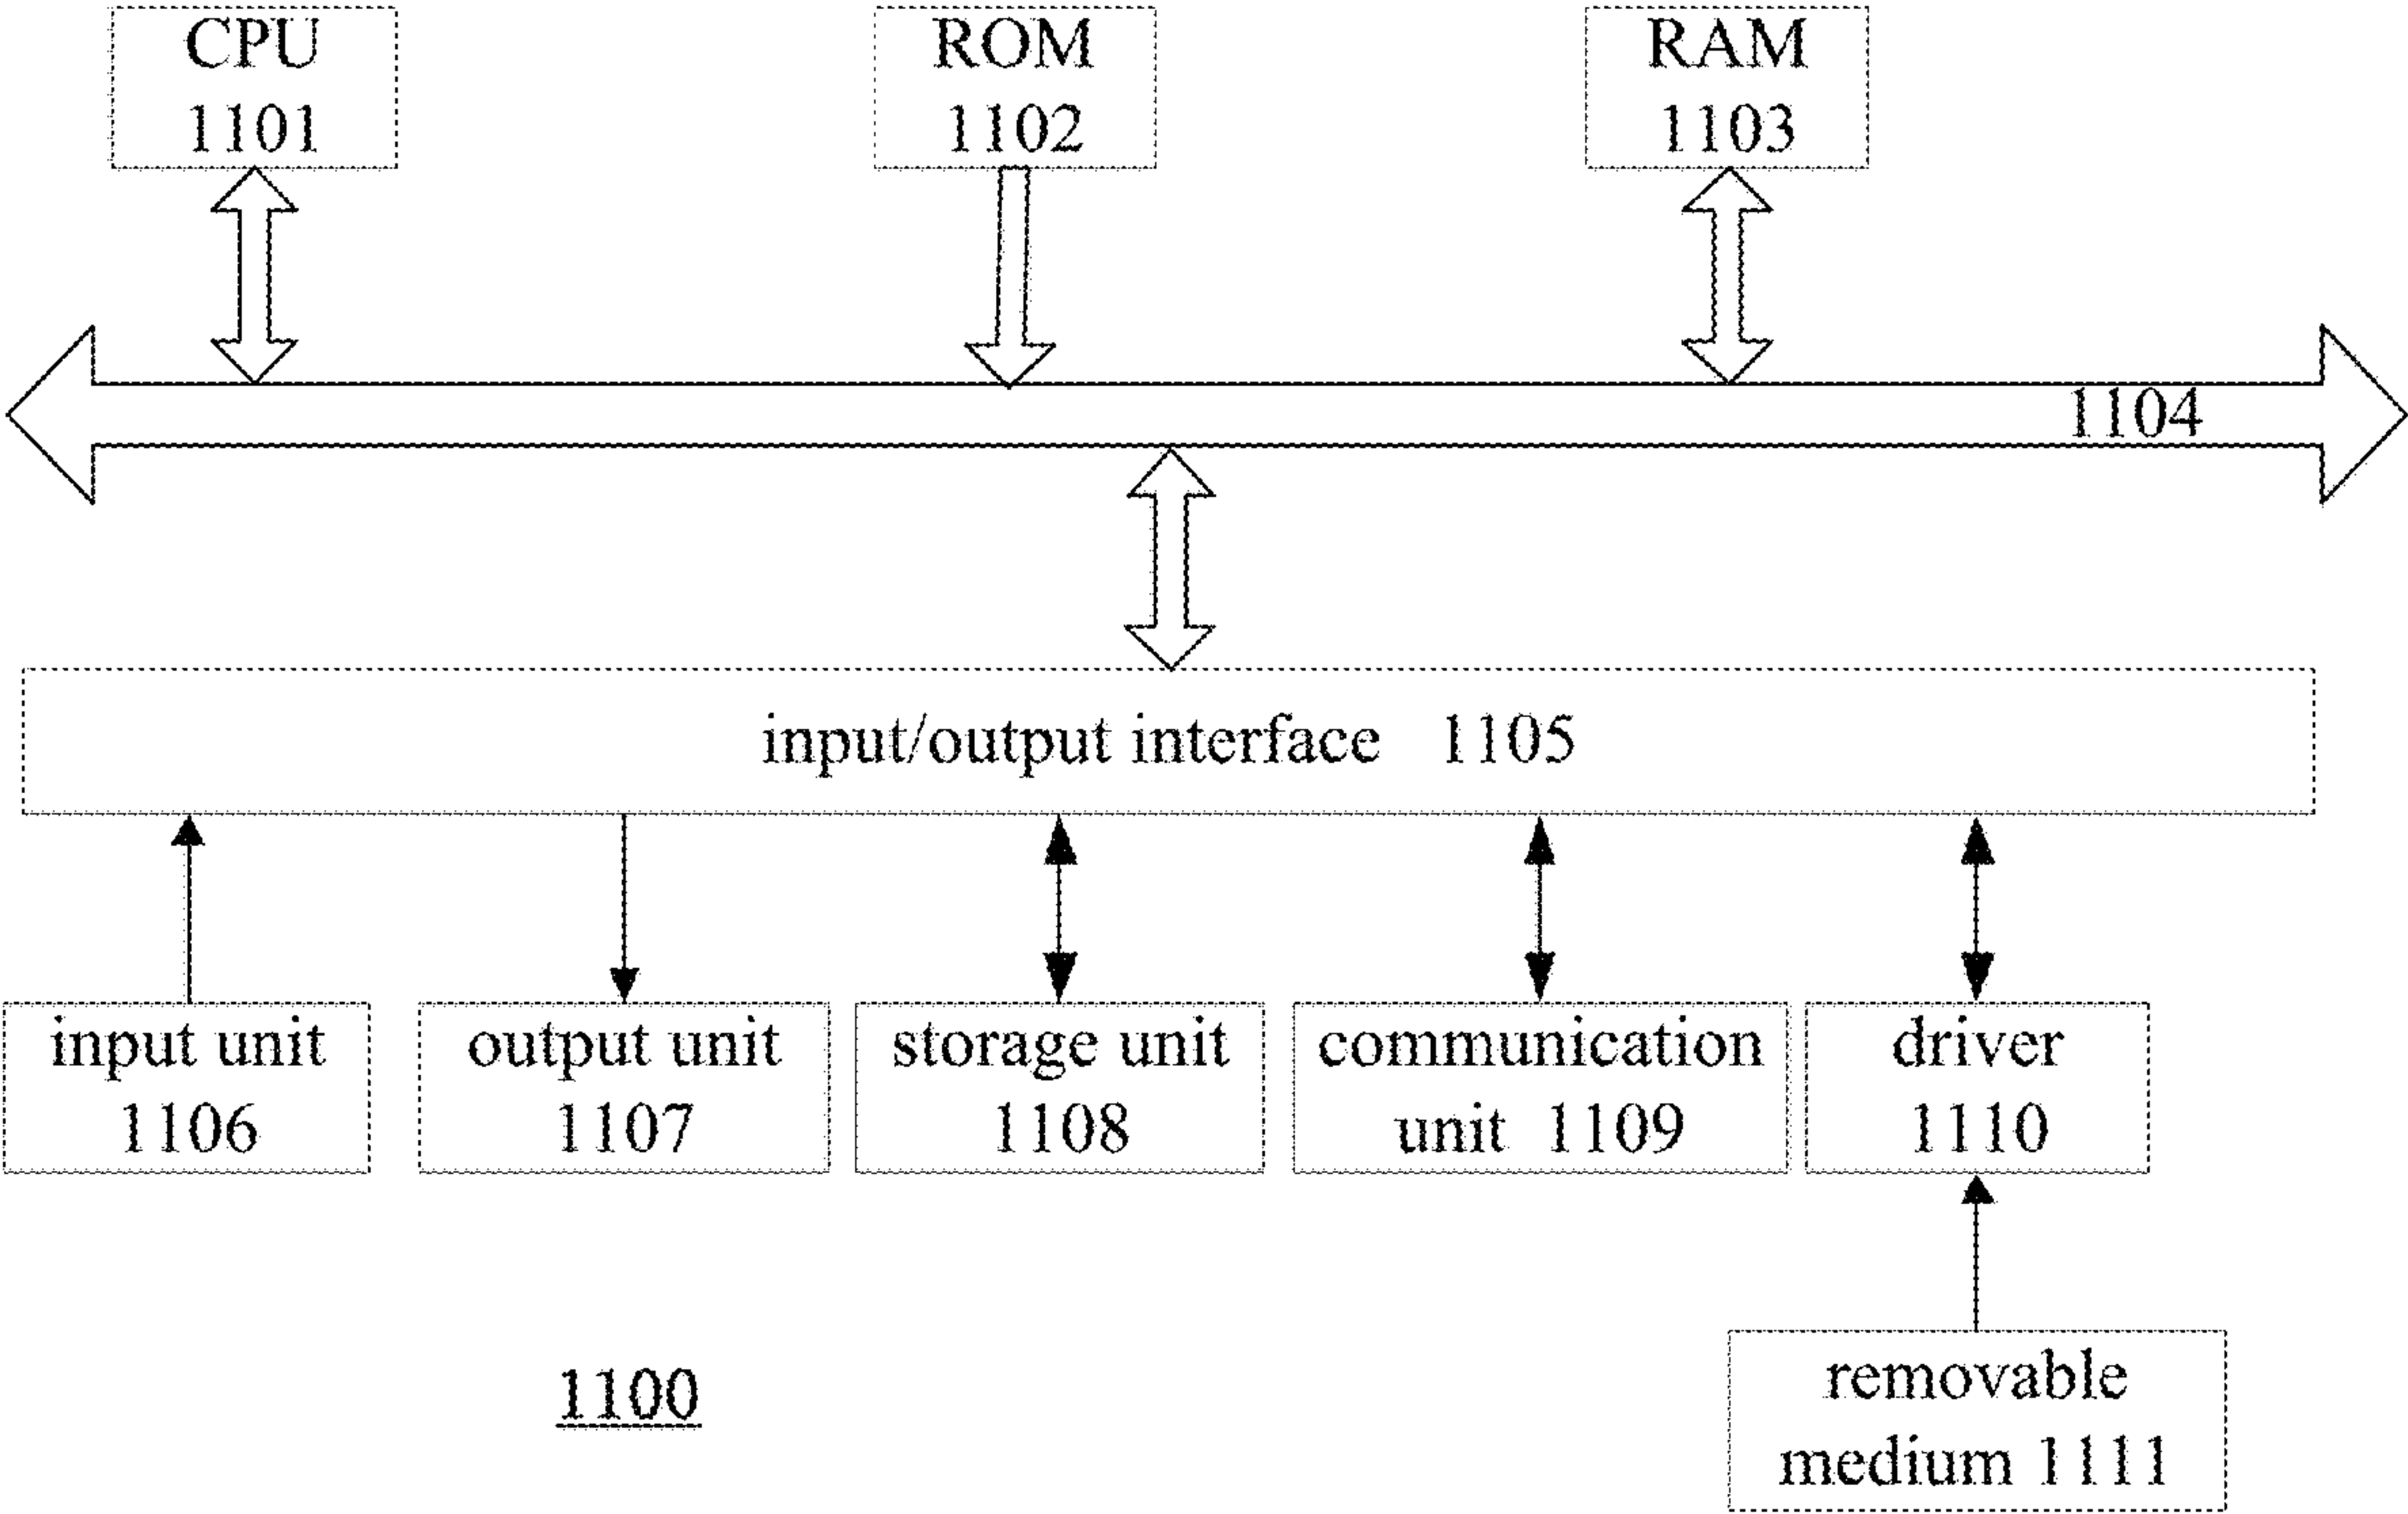 CPU
1101
ROM
1102
RAM
1103
1104
input/output interface 1105
input unit
1106
output unit
1107
storage unit
1108
communication
unit 1109
driver
1110
removable
medium 1111
1100